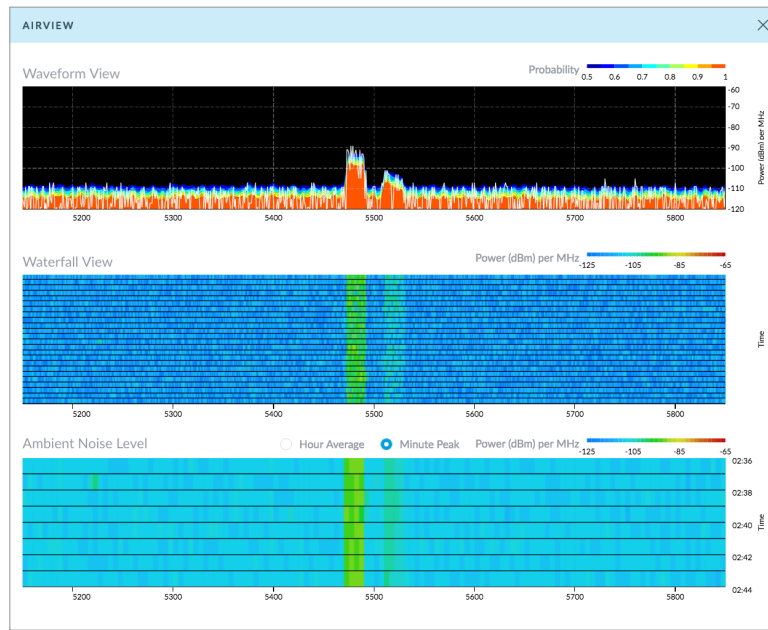 AIRVIEW
Waveform View
Probability
0.5 0.6 0.7 0.8 0.9 1
-60
-70
-80
-90
-100
-110
-120
Power (dBm) per MHz
5200 5300 5400 5500 5600 5700 5800
Waterfall View
Power (dBm) per MHz
-125 -105 -85 -65
Time
5200 5300 5400 5500 5600 5700 5800
Ambient Noise Level
Hour Average Minute Peak
Power (dBm) per MHz
-125 -105 -85 -65
02:36
02:38
02:40
02:42
02:44
Time
5200 5300 5400 5500 5600 5700 5800